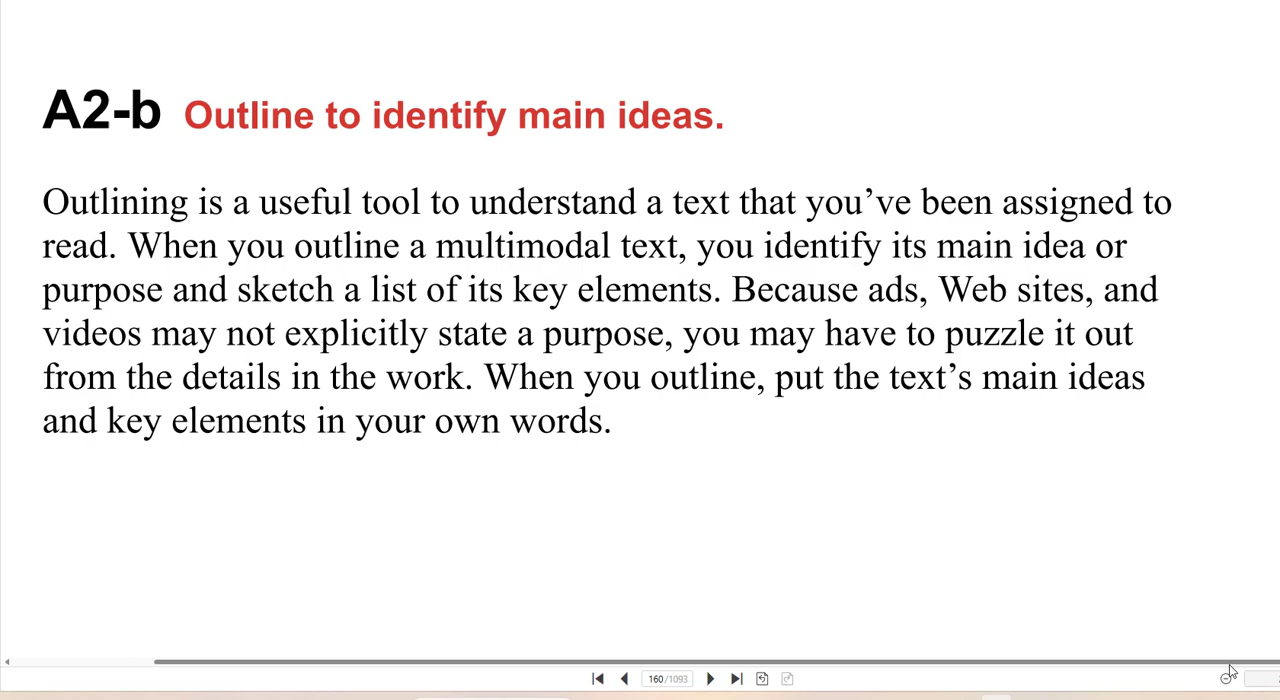 A2-b Outline to identify main ideas.
Outlining is a useful tool to understand a text that you’ve been assigned to
read. When you outline a multimodal text, you identify its main idea or
purpose and sketch a list of its key elements. Because ads, Web sites, and
videos may not explicitly state a purpose, you may have to puzzle it out
from the details in the work. When you outline, put the text’s main ideas
and key elements in your own words.
160 /1093